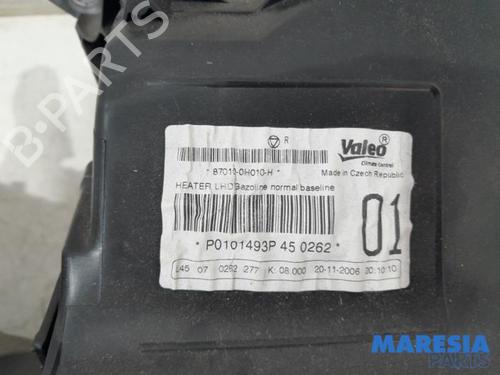 R
Valeo®
Climate Control
* 87010-0H010-H *
Made in Czech Republic
HEATER LHD Gazoline normal baseline
* P0101493P 45 0262 *
01
L45 07 0262 277 K: 08.000 20-11-2006 20:10:10
B-PARTS
MARESIA
PARTS